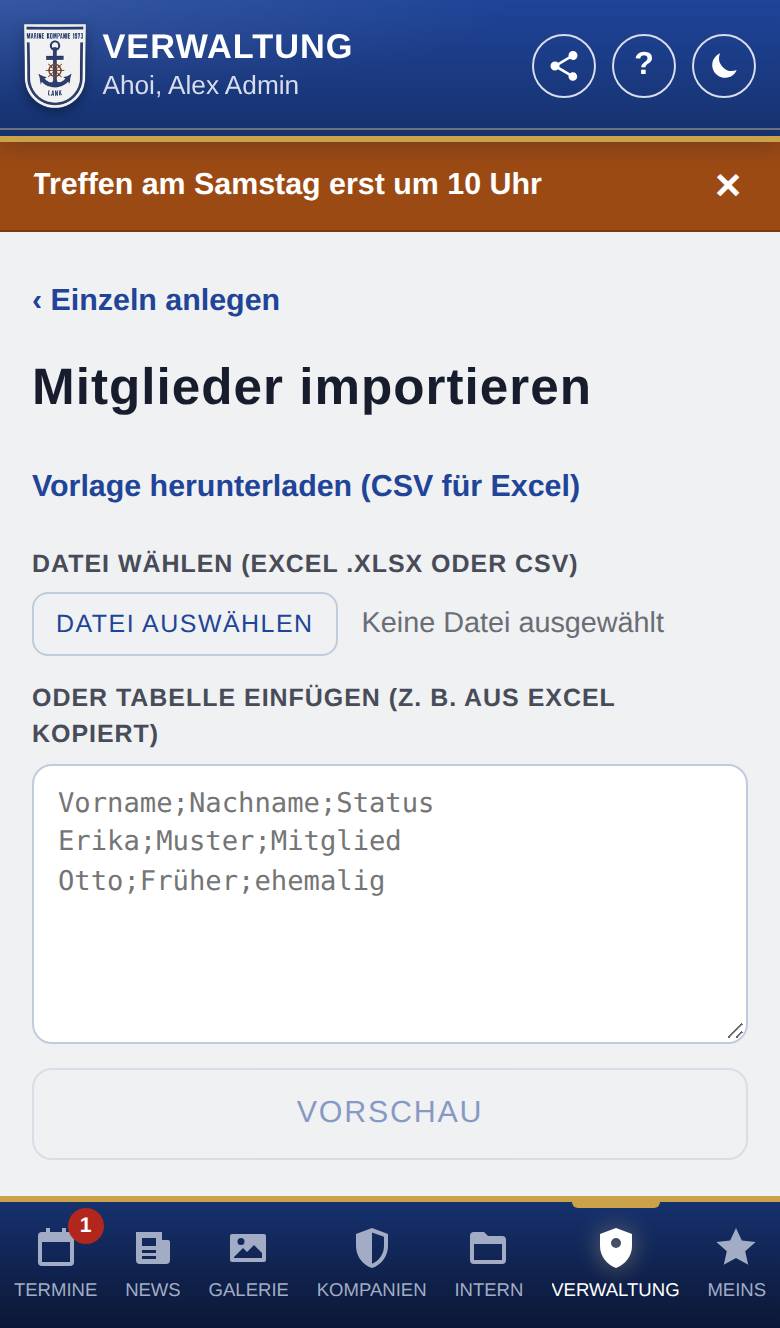 MARINE KOMPANIE 1973
LANK
VERWALTUNG
Ahoi, Alex Admin
?
Treffen am Samstag erst um 10 Uhr
×
‹ Einzeln anlegen
Mitglieder importieren
Vorlage herunterladen (CSV für Excel)
DATEI WÄHLEN (EXCEL .XLSX ODER CSV)
DATEI AUSWÄHLEN Keine Datei ausgewählt
ODER TABELLE EINFÜGEN (Z. B. AUS EXCEL
KOPIERT)
Vorname;Nachname;Status
Erika;Muster;Mitglied
Otto;Früher;ehemalig
VORSCHAU
1
TERMINE NEWS GALERIE KOMPANIEN INTERN VERWALTUNG MEINS